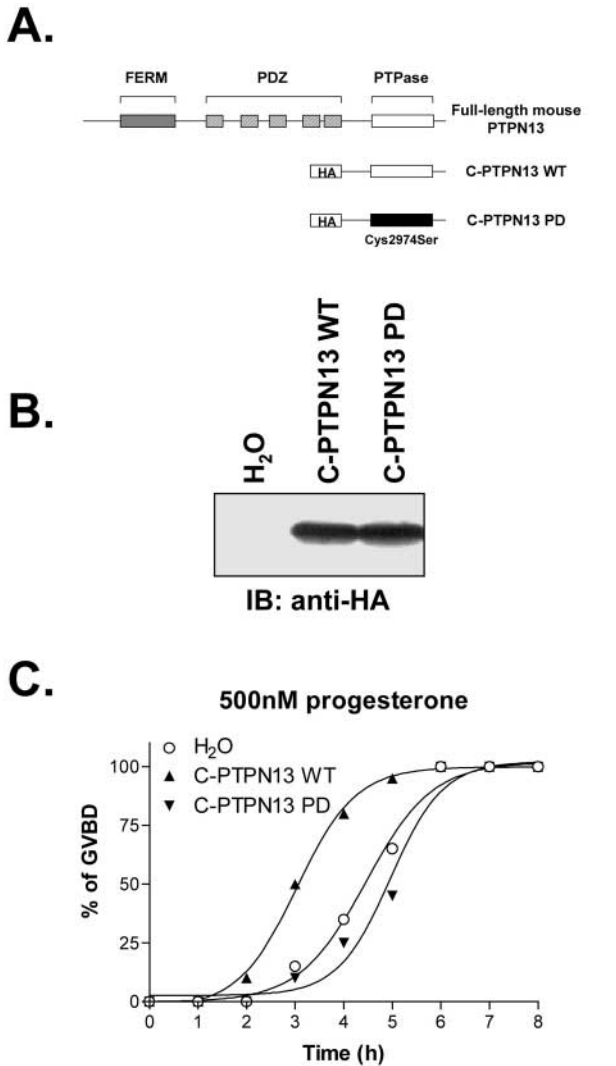 A.
FERM PDZ PTPase
Full-length mouse
PTPN13
HA C-PTPN13 WT
HA C-PTPN13 PD
Cys2974Ser
B.
H₂O C-PTPN13 WT C-PTPN13 PD
IB: anti-HA
C.
500nM progesterone
H₂O
C-PTPN13 WT
C-PTPN13 PD
% of GVBD
100
75
50
25
0
0 1 2 3 4 5 6 7 8
Time (h)